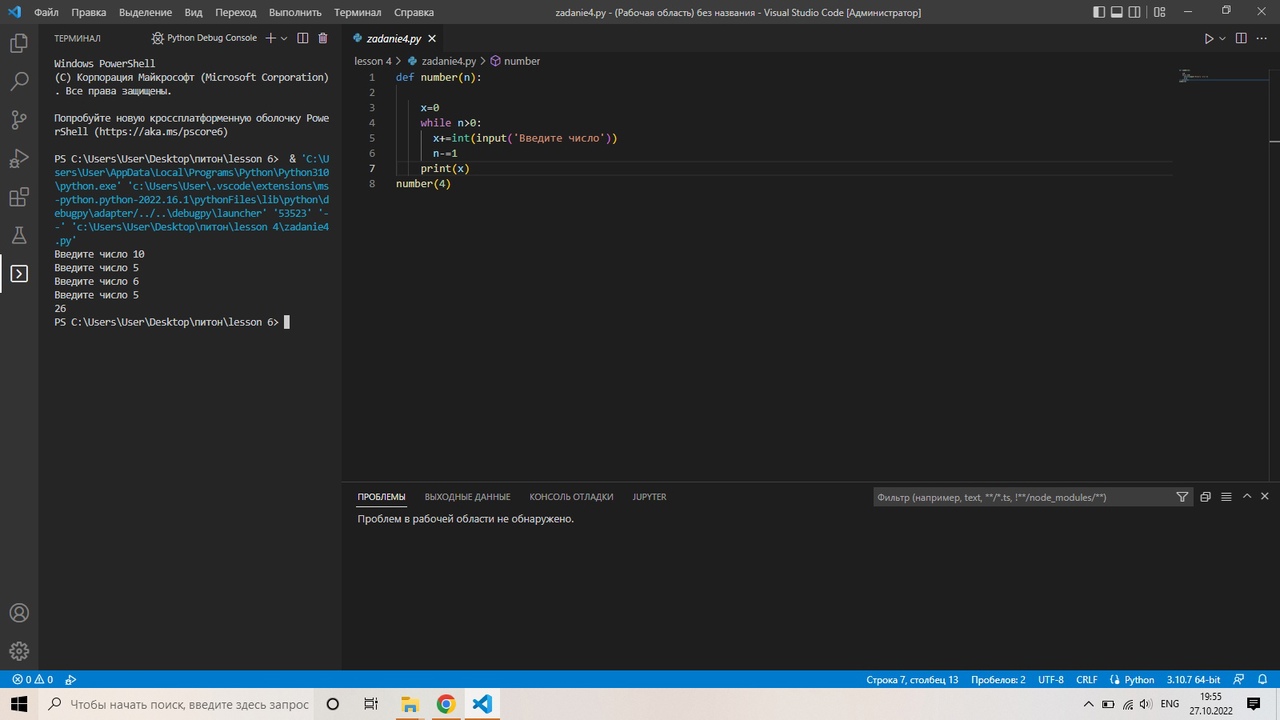 Файл Правка Выделение Вид Переход Выполнить Терминал Справка
zadanie4.py - (Рабочая область) без названия - Visual Studio Code [Администратор]
ТЕРМИНАЛ
Python Debug Console
Windows PowerShell
(C) Корпорация Майкрософт (Microsoft Corporation)
. Все права защищены.
Попробуйте новую кроссплатформенную оболочку Powe
rShell (https://aka.ms/pscore6)
PS C:\Users\User\Desktop\питон\lesson 6>  & 'C:\U
sers\User\AppData\Local\Programs\Python\Python310
\python.exe' 'c:\Users\User\.vscode\extensions\ms
-python.python-2022.16.1\pythonFiles\lib\python\d
ebugpy\adapter/../..\debugpy\launcher' '53523' '-
-' 'c:\Users\User\Desktop\питон\lesson 4\zadanie4
.py'
Введите число 10
Введите число 5
Введите число 6
Введите число 5
26
PS C:\Users\User\Desktop\питон\lesson 6>
zadanie4.py
lesson 4 > zadanie4.py > number
1 def number(n):
2
3 x=0
4 while n>0:
5 x+=int(input('Введите число'))
6 n-=1
7 print(x)
8 number(4)
ПРОБЛЕМЫ ВЫХОДНЫЕ ДАННЫЕ КОНСОЛЬ ОТЛАДКИ JUPYTER
Фильтр (например, text, **/*.ts, !**/node_modules/**)
Проблем в рабочей области не обнаружено.
0 0
Строка 7, столбец 13 Пробелов: 2 UTF-8 CRLF Python 3.10.7 64-bit
Чтобы начать поиск, введите здесь запрос
ENG
19:55
27.10.2022